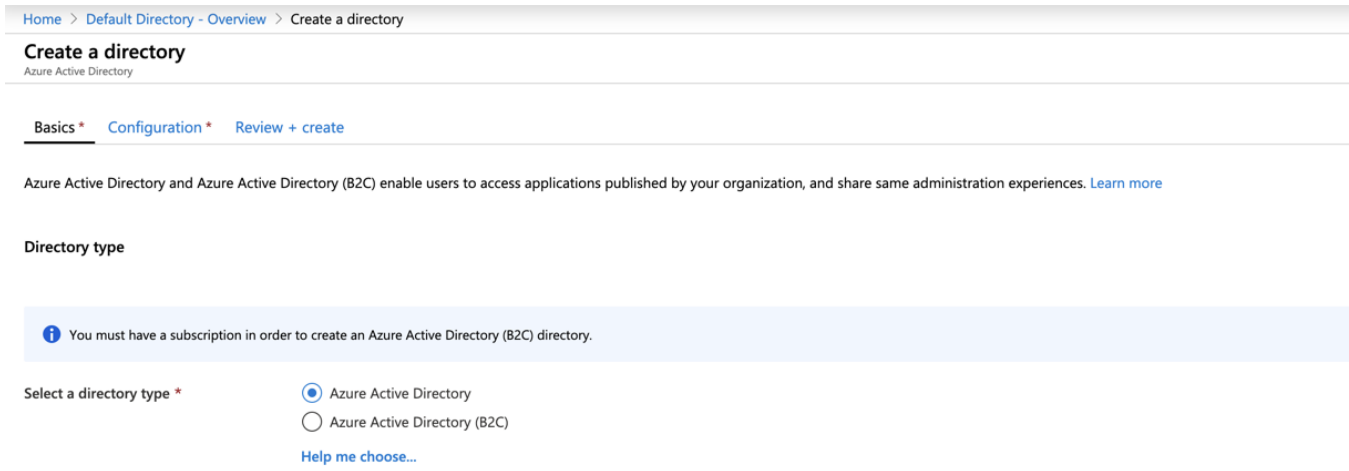 Home > Default Directory - Overview > Create a directory
Create a directory
Azure Active Directory
Basics * Configuration * Review + create
Azure Active Directory and Azure Active Directory (B2C) enable users to access applications published by your organization, and share same administration experiences. Learn more
Directory type
You must have a subscription in order to create an Azure Active Directory (B2C) directory.
Select a directory type * Azure Active Directory
Azure Active Directory (B2C)
Help me choose...